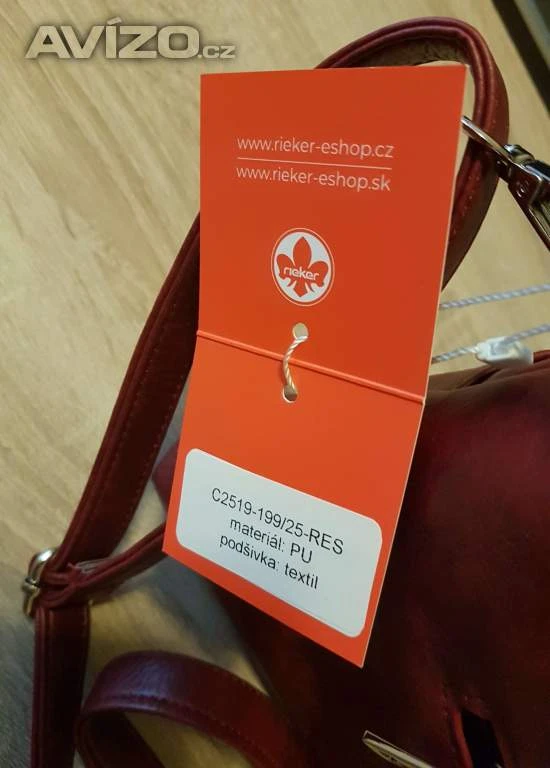 AVÍZO.cz
www.rieker-eshop.cz
www.rieker-eshop.sk
rieker
C2519-199/25-RES
materiál: PU
podšívka: textil